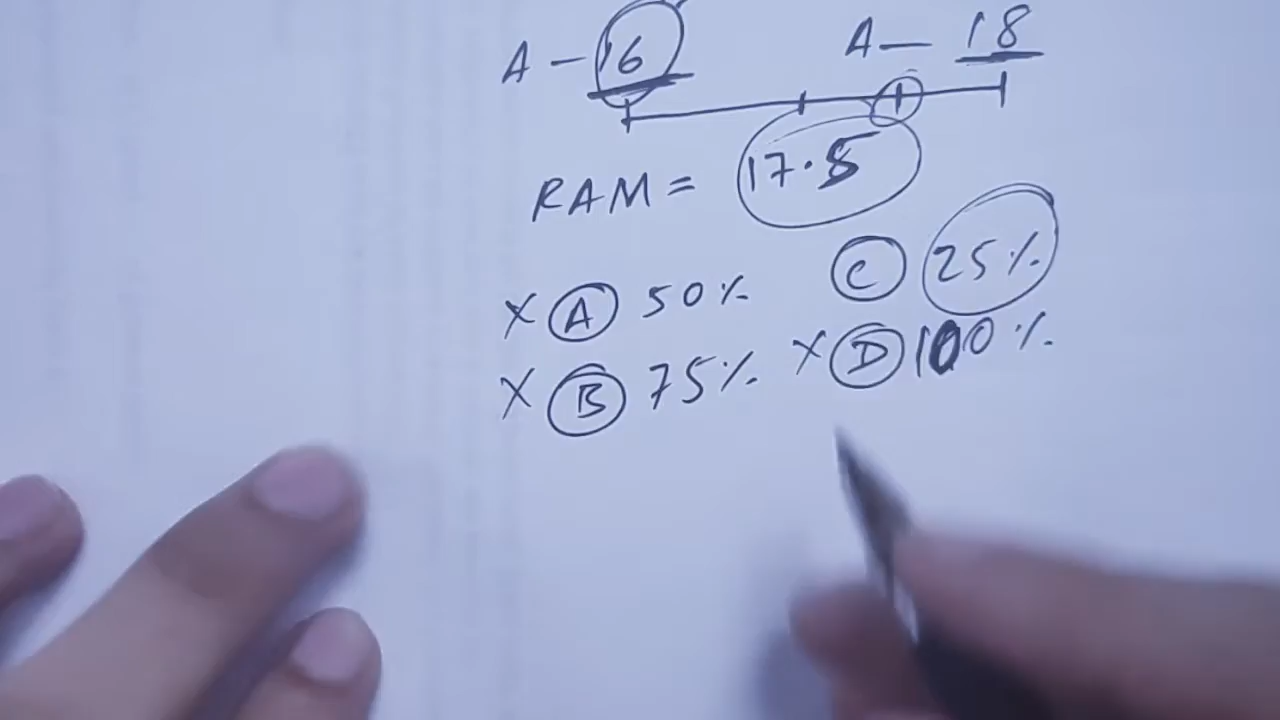 A - 16 A - 18
RAM = 17.5
X A 50% C 25%
X B 75% X D 100%